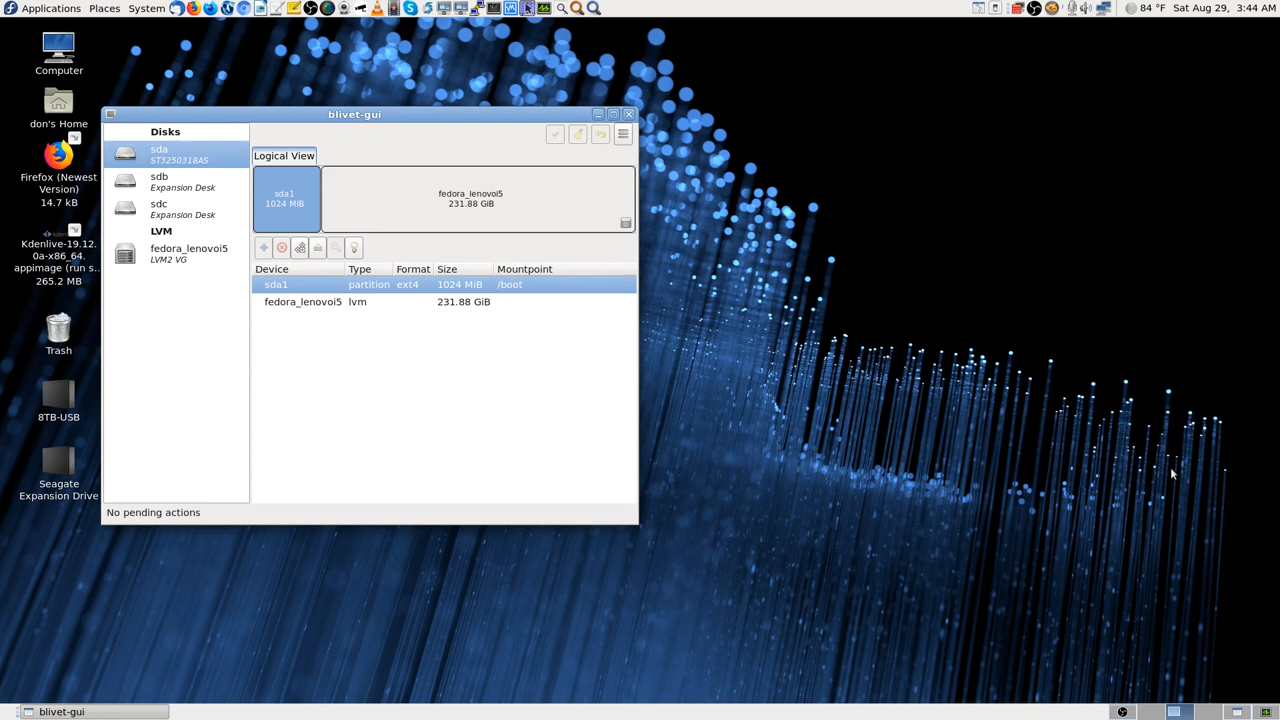 Applications Places System
84 °F Sat Aug 29, 3:44 AM
Computer
don's Home
Firefox (Newest
Version)
14.7 kB
Kdenlive-19.12.
0a-x86_64.
appimage (run s...
265.2 MB
Trash
8TB-USB
Seagate
Expansion Drive
blivet-gui
Disks
sda
ST3250318AS
sdb
Expansion Desk
sdc
Expansion Desk
LVM
fedora_lenovoi5
LVM2 VG
Logical View
sda1
1024 MiB
fedora_lenovoi5
231.88 GiB
Device Type Format Size Mountpoint
sda1 partition ext4 1024 MiB /boot
fedora_lenovoi5 lvm 231.88 GiB
No pending actions
blivet-gui